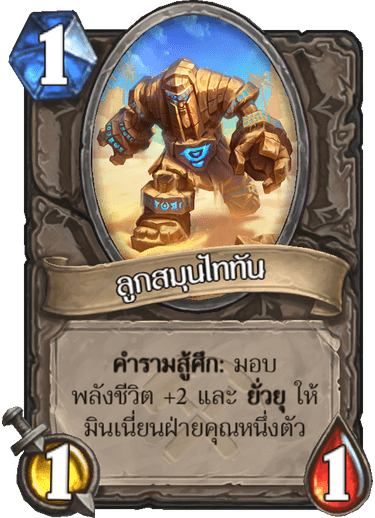 1
ลูกสมุนไททัน
คำรามสู้ศึก: มอบ
พลังชีวิต +2 และ ยั่วยุ ให้
มินเนี่ยนฝ่ายคุณหนึ่งตัว
1
1